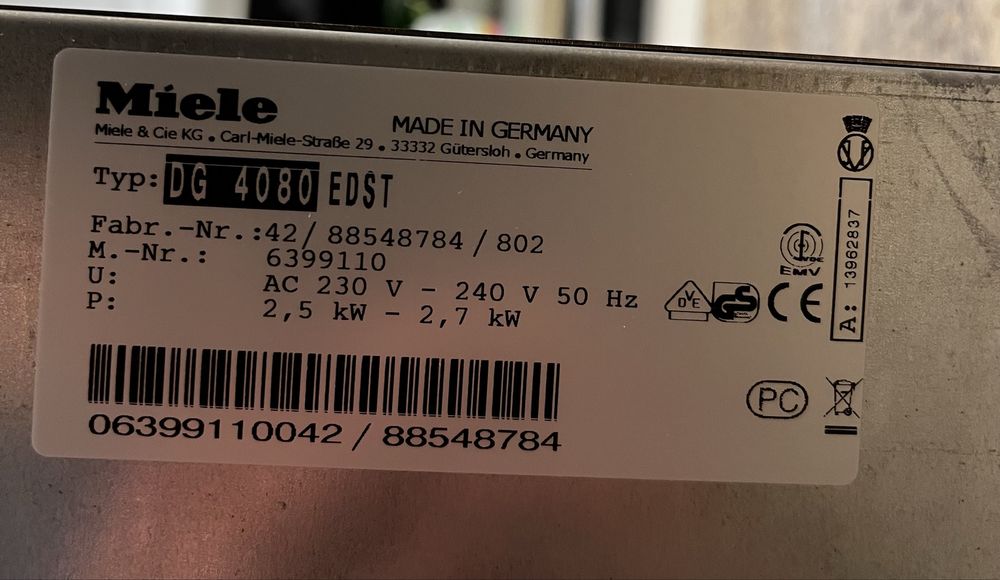 Miele
MADE IN GERMANY
Miele & Cie KG • Carl-Miele-Straße 29 • 33332 Gütersloh • Germany
Typ: DG 4080 EDST
Fabr.-Nr.: 42 / 88548784 / 802
M.-Nr.: 6399110
U: AC 230 V - 240 V 50 Hz
P: 2,5 kW - 2,7 kW
06399110042 / 88548784
A: 13962837
EMV
DVE
GS
CE
PC